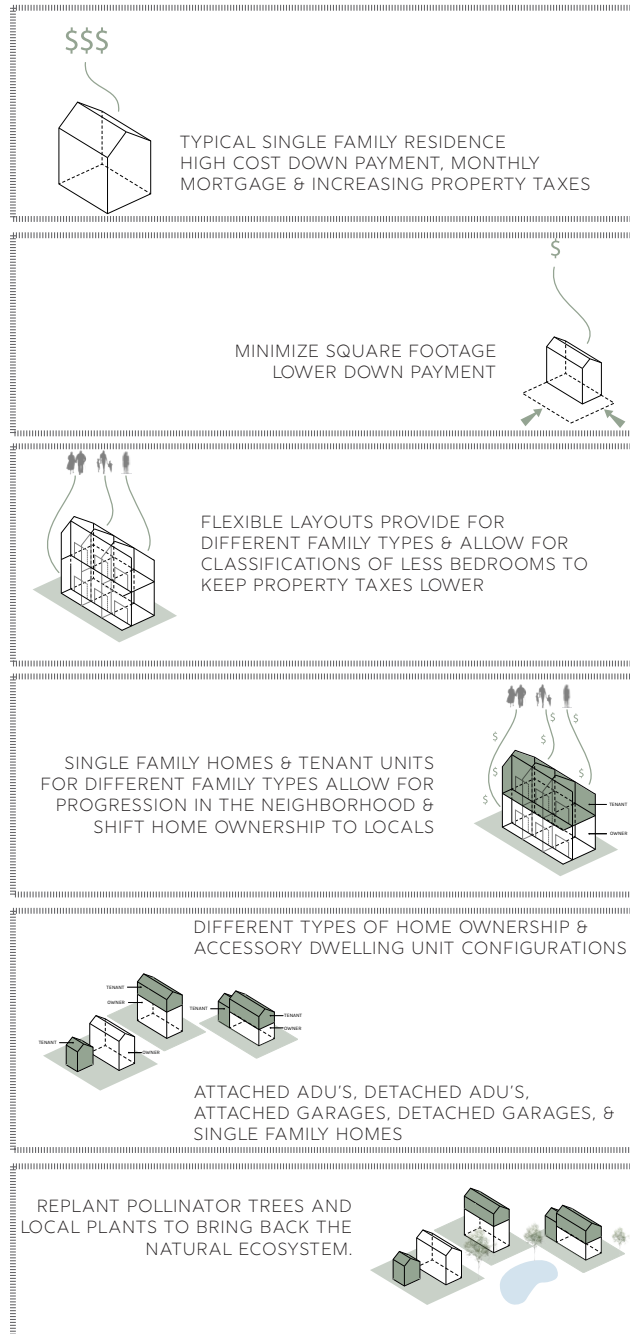 $$$
TYPICAL SINGLE FAMILY RESIDENCE
HIGH COST DOWN PAYMENT, MONTHLY
MORTGAGE & INCREASING PROPERTY TAXES
$
MINIMIZE SQUARE FOOTAGE
LOWER DOWN PAYMENT
FLEXIBLE LAYOUTS PROVIDE FOR
DIFFERENT FAMILY TYPES & ALLOW FOR
CLASSIFICATIONS OF LESS BEDROOMS TO
KEEP PROPERTY TAXES LOWER
$
$
$
$
$
$
SINGLE FAMILY HOMES & TENANT UNITS
FOR DIFFERENT FAMILY TYPES ALLOW FOR
PROGRESSION IN THE NEIGHBORHOOD &
SHIFT HOME OWNERSHIP TO LOCALS
TENANT
OWNER
DIFFERENT TYPES OF HOME OWNERSHIP &
ACCESSORY DWELLING UNIT CONFIGURATIONS
TENANT
OWNER
TENANT
TENANT
OWNER
TENANT
OWNER
ATTACHED ADU'S, DETACHED ADU'S,
ATTACHED GARAGES, DETACHED GARAGES, &
SINGLE FAMILY HOMES
REPLANT POLLINATOR TREES AND
LOCAL PLANTS TO BRING BACK THE
NATURAL ECOSYSTEM.